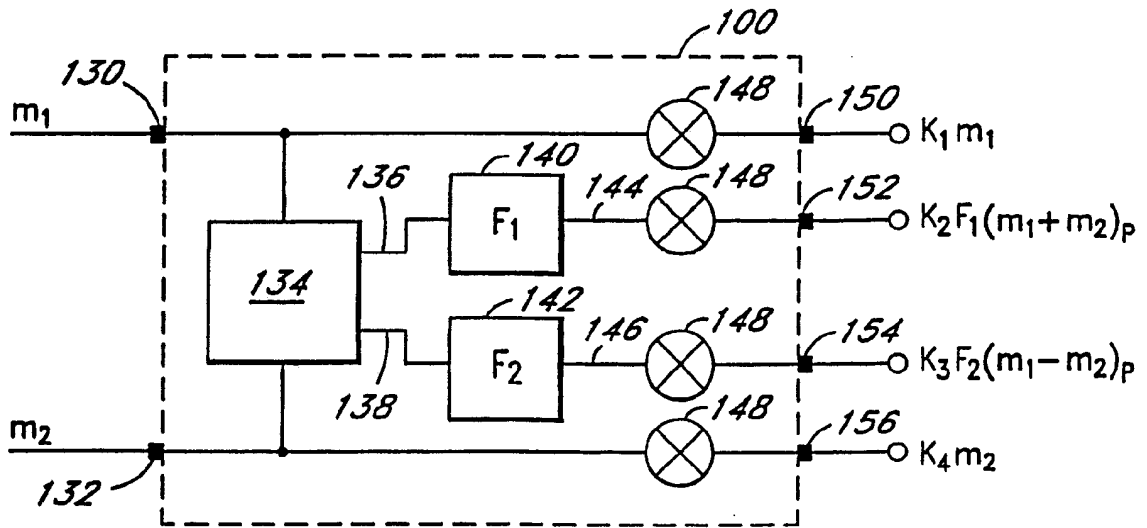 100
130
148
150
m₁
K₁m₁
140
136
F₁
144
148
152
K₂F₁(m₁+m₂)ₚ
134
142
138
F₂
146
148
154
K₃F₂(m₁−m₂)ₚ
148
156
m₂
K₄m₂
132